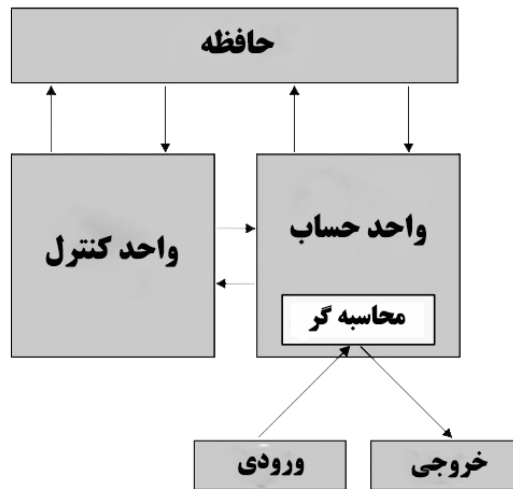 حافظه
واحد حساب
واحد کنترل
محاسبه گر
ورودی
خروجی